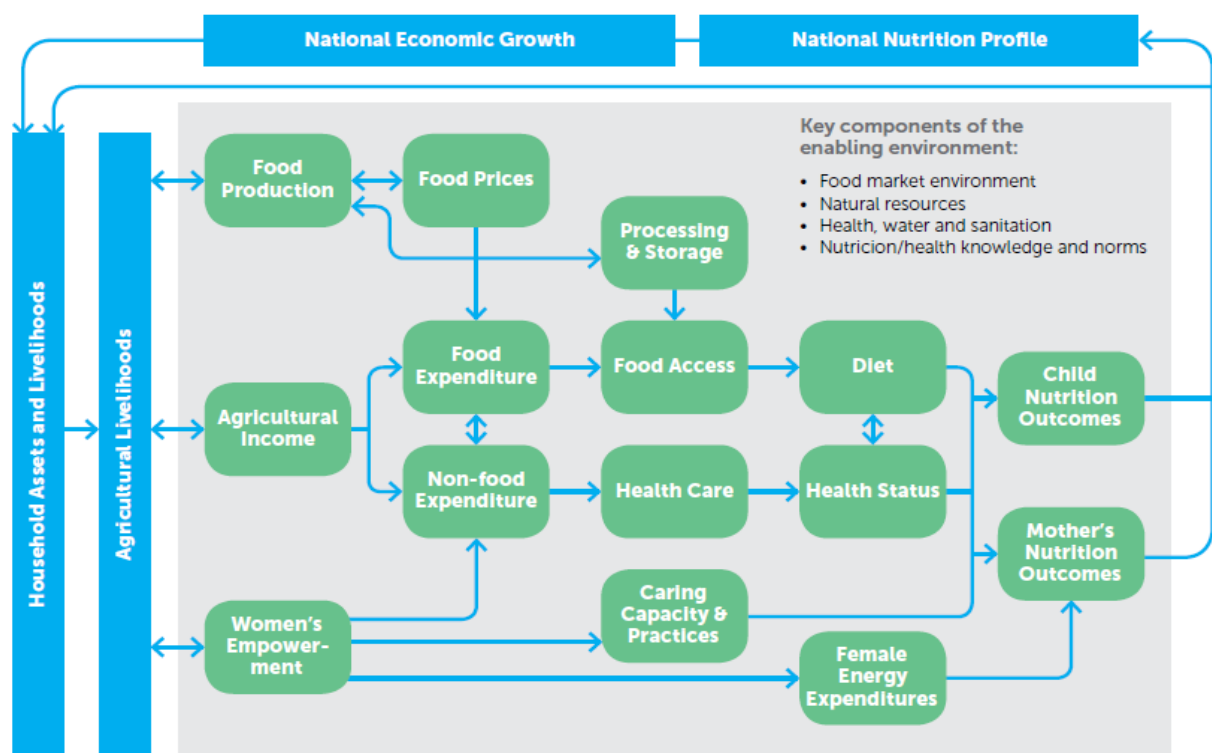 National Economic Growth
National Nutrition Profile
Household Assets and Livelihoods
Agricultural Livelihoods
Key components of the
enabling environment:
• Food market environment
• Natural resources
• Health, water and sanitation
• Nutricion/health knowledge and norms
Food
Production
Food Prices
Processing
& Storage
Food
Expenditure
Food Access
Diet
Child
Nutrition
Outcomes
Agricultural
Income
Non-food
Expenditure
Health Care
Health Status
Mother's
Nutrition
Outcomes
Women's
Empower-
ment
Caring
Capacity &
Practices
Female
Energy
Expenditures